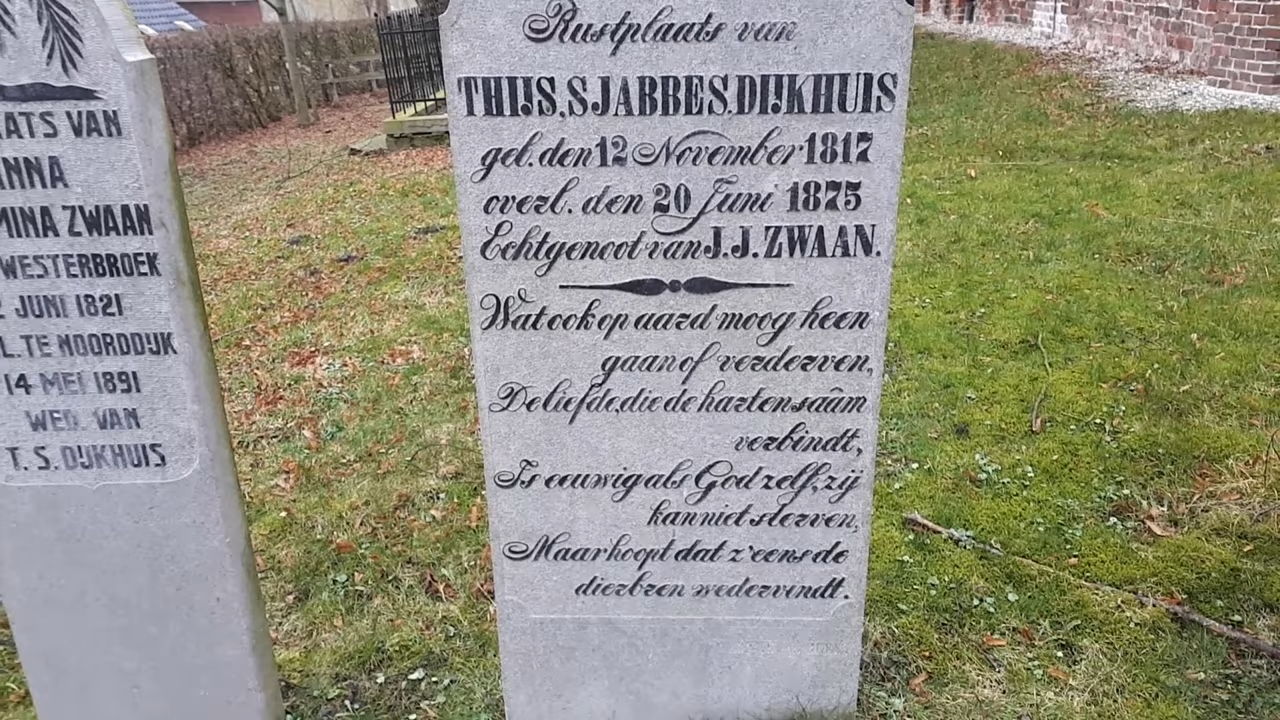 ATS VAN
NNA
MINA ZWAAN
WESTERBROEK
2 JUNI 1821
L. TE NOORDDIJK
14 MEI 1891
WED. VAN
T. S. DIJKHUIS
Rustplaats van
THIJS. SJABBES. DIJKHUIS
geb. den 12 November 1817
overl. den 20 Juni 1875
Echtgenoot van J. J. ZWAAN.
Wat ook op aard moog heen
gaan of verderven,
De liefde, die de harten saâm
verbindt,
Is eeuwig als God zelf, zij
kan niet sterven,
Maar hoopt dat z'eens de
dierbren wedervindt.